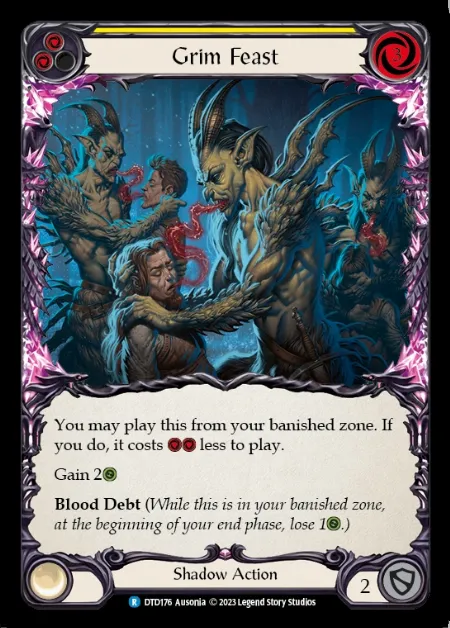 3
Grim Feast
You may play this from your banished zone. If
you do, it costs less to play.
Gain 2
Blood Debt (While this is in your banished zone,
at the beginning of your end phase, lose 1.)
Shadow Action
2
R DTD176 Ausonia © 2023 Legend Story Studios